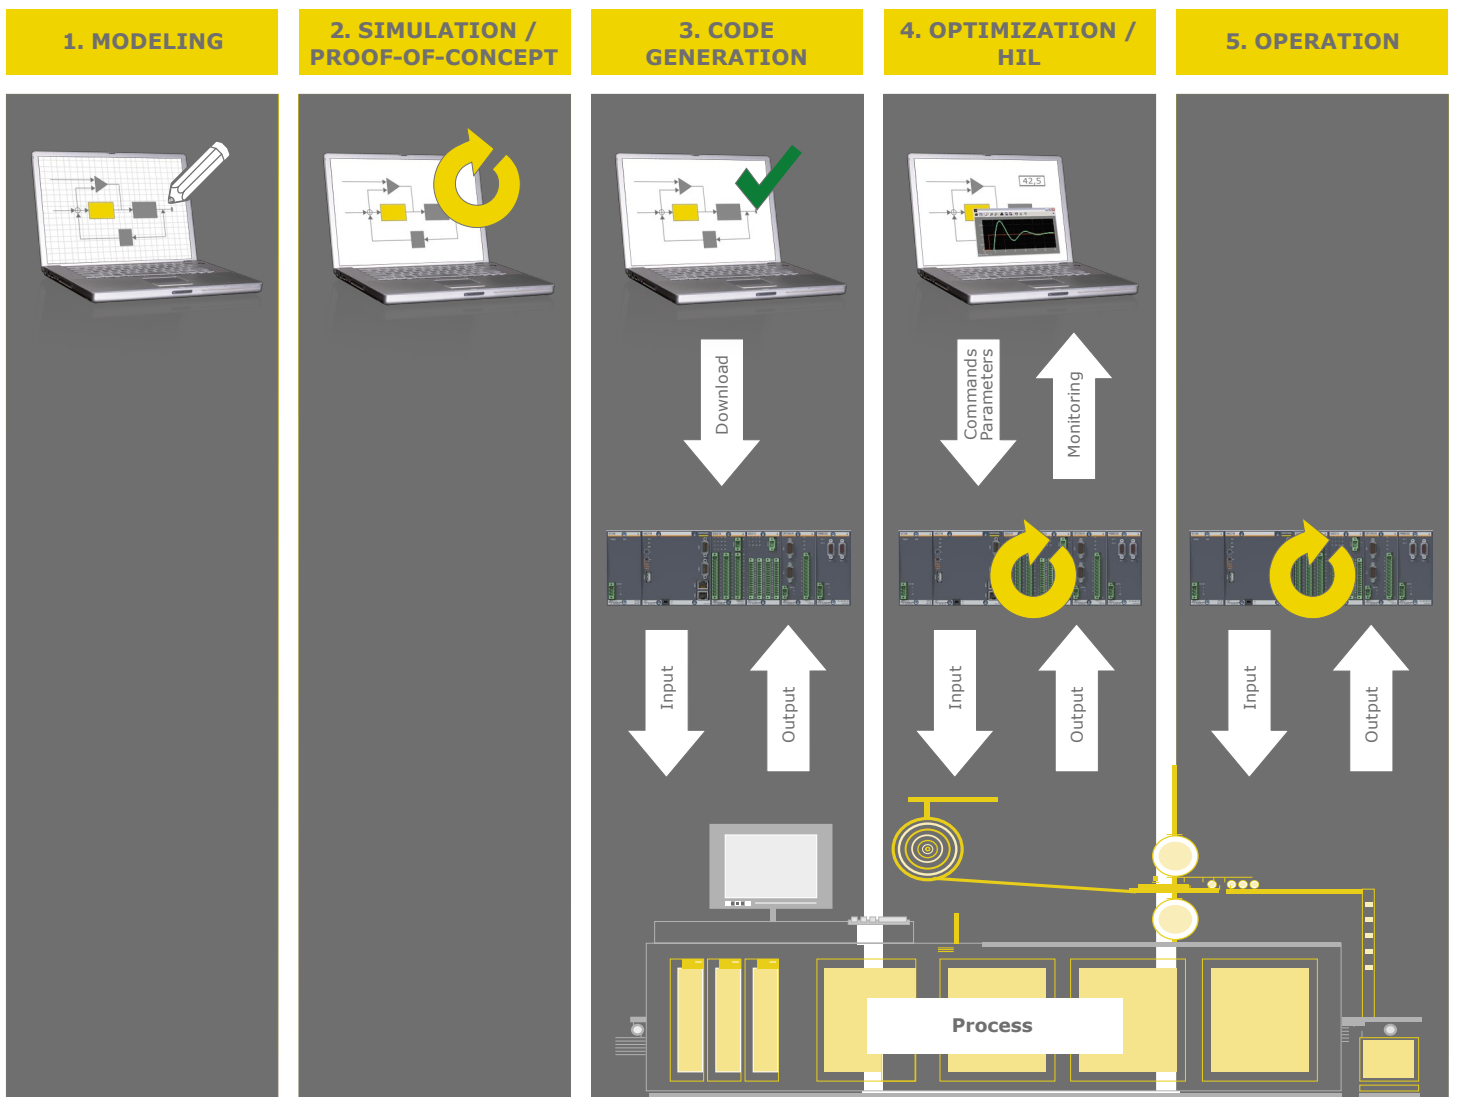 1. MODELING
2. SIMULATION /
PROOF-OF-CONCEPT
3. CODE
GENERATION
4. OPTIMIZATION /
HIL
5. OPERATION
42,5
Download
Commands
Parameters
Monitoring
Input
Output
Input
Output
Input
Output
Process